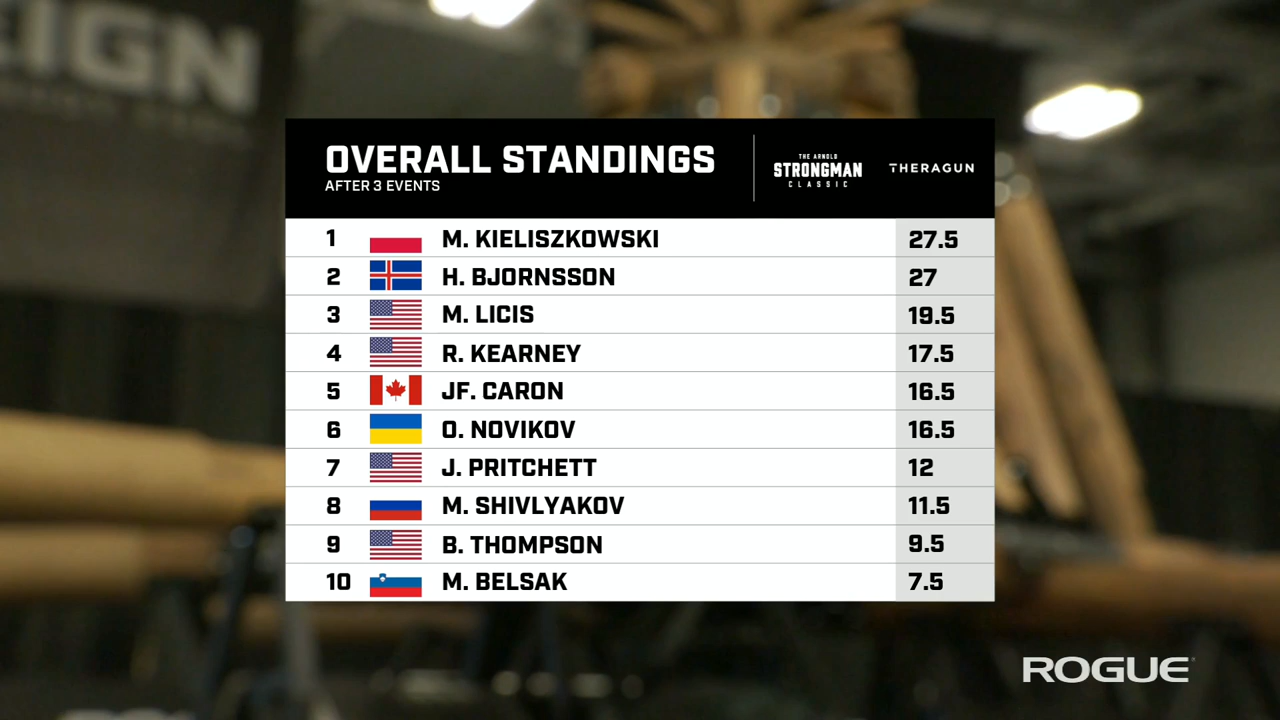 EIGN
OVERALL STANDINGS
AFTER 3 EVENTS
THE ARNOLD
STRONGMAN
CLASSIC
THERAGUN
1 M. KIELISZKOWSKI 27.5
2 H. BJORNSSON 27
3 M. LICIS 19.5
4 R. KEARNEY 17.5
5 JF. CARON 16.5
6 O. NOVIKOV 16.5
7 J. PRITCHETT 12
8 M. SHIVLYAKOV 11.5
9 B. THOMPSON 9.5
10 M. BELSAK 7.5
ROGUE